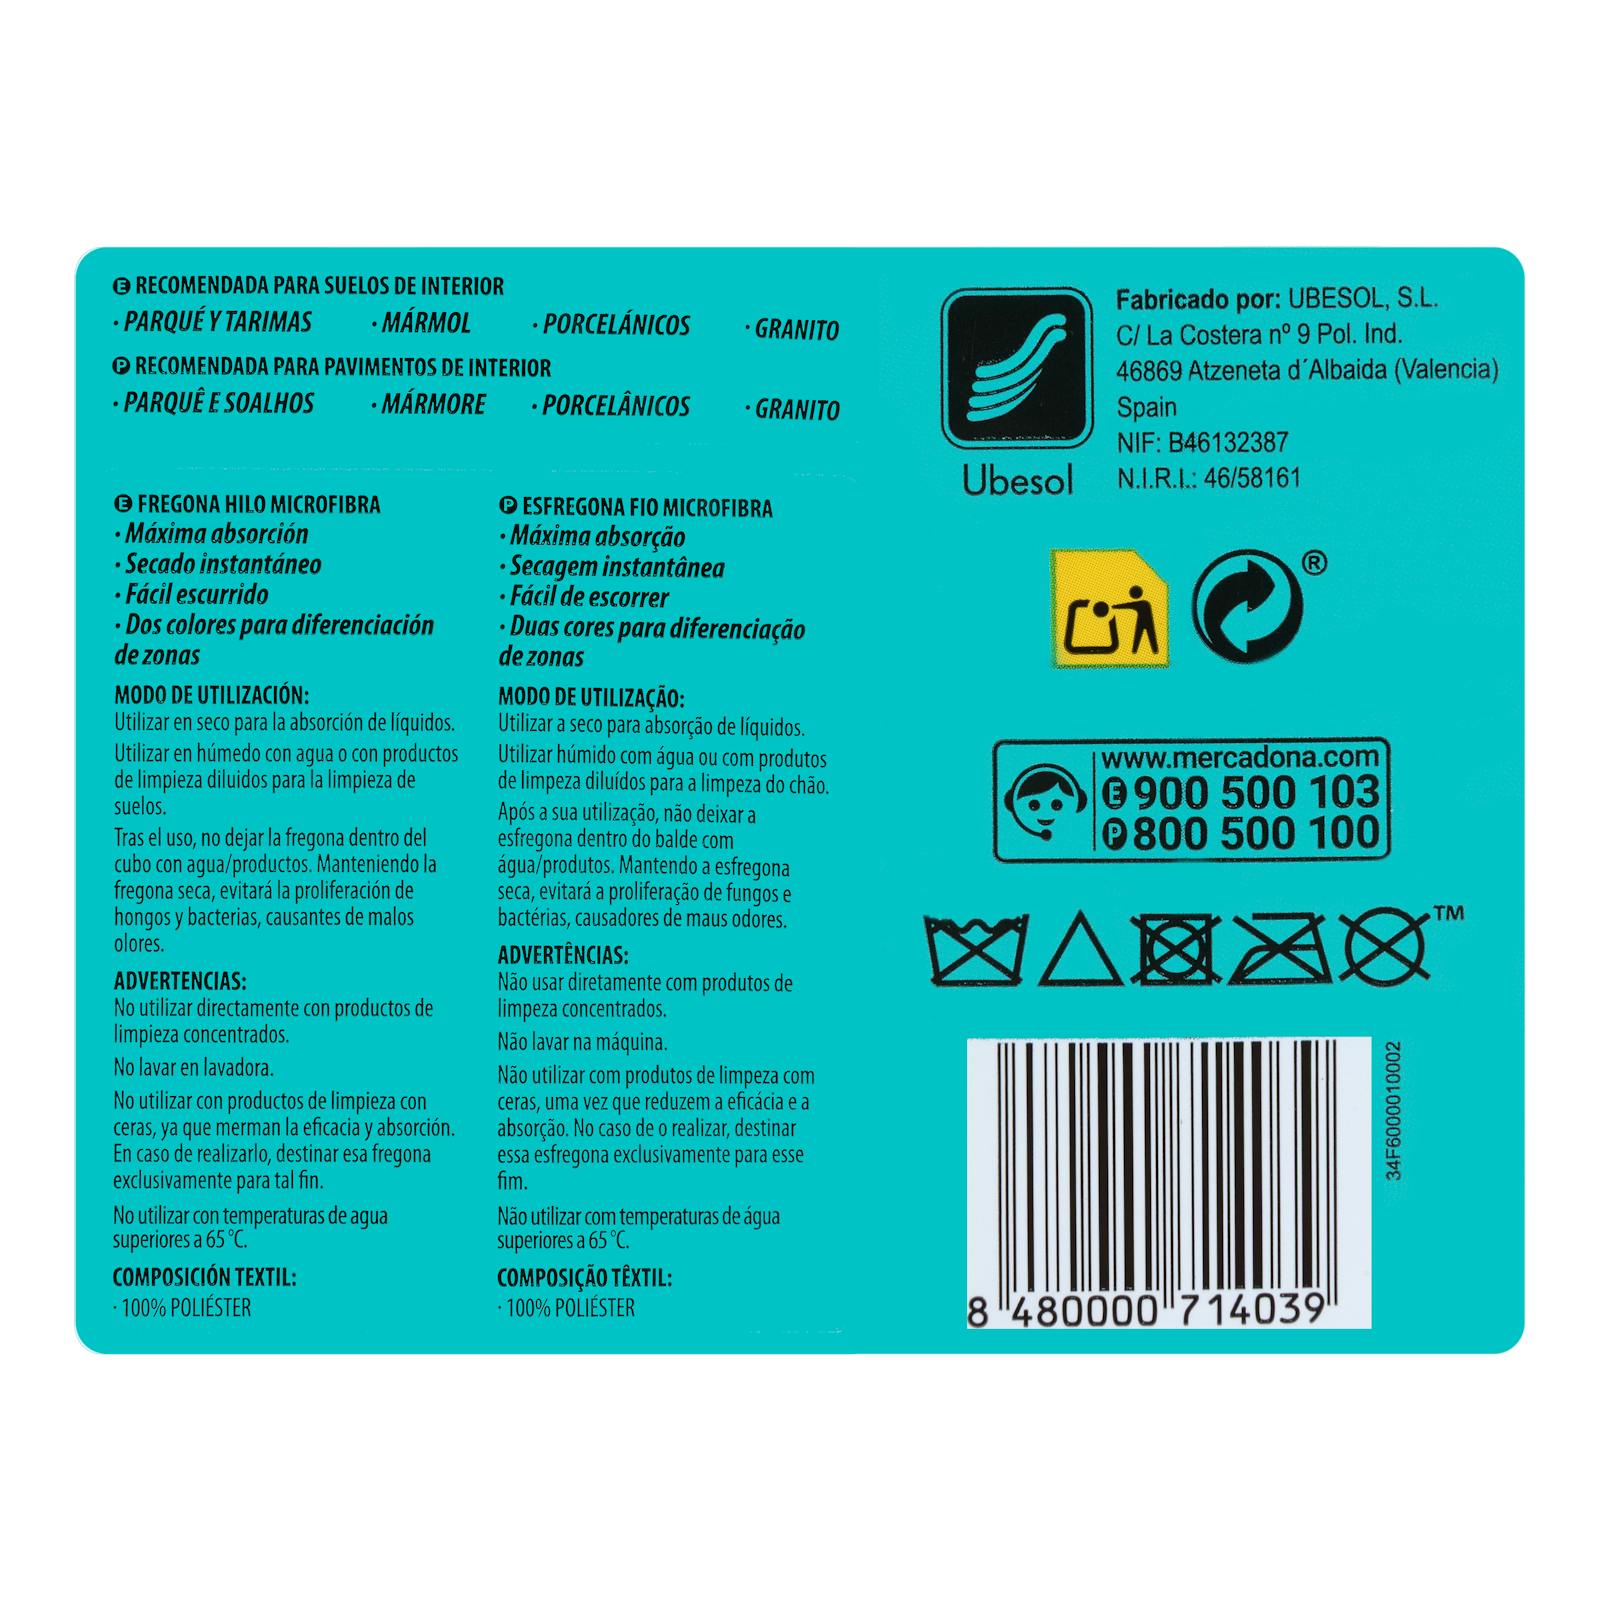 E RECOMENDADA PARA SUELOS DE INTERIOR
· PARQUÉ Y TARIMAS · MÁRMOL · PORCELÁNICOS · GRANITO
P RECOMENDADA PARA PAVIMENTOS DE INTERIOR
· PARQUÊ E SOALHOS · MÁRMORE · PORCELÂNICOS · GRANITO
E FREGONA HILO MICROFIBRA
· Máxima absorción
· Secado instantáneo
· Fácil escurrido
· Dos colores para diferenciación
de zonas
MODO DE UTILIZACIÓN:
Utilizar en seco para la absorción de líquidos.
Utilizar en húmedo con agua o con productos
de limpieza diluidos para la limpieza de
suelos.
Tras el uso, no dejar la fregona dentro del
cubo con agua/productos. Manteniendo la
fregona seca, evitará la proliferación de
hongos y bacterias, causantes de malos
olores.
ADVERTENCIAS:
No utilizar directamente con productos de
limpieza concentrados.
No lavar en lavadora.
No utilizar con productos de limpieza con
ceras, ya que merman la eficacia y absorción.
En caso de realizarlo, destinar esa fregona
exclusivamente para tal fin.
No utilizar con temperaturas de agua
superiores a 65 °C.
COMPOSICIÓN TEXTIL:
· 100% POLIÉSTER
P ESFREGONA FIO MICROFIBRA
· Máxima absorção
· Secagem instantânea
· Fácil de escorrer
· Duas cores para diferenciação
de zonas
MODO DE UTILIZAÇÃO:
Utilizar a seco para absorção de líquidos.
Utilizar húmido com água ou com produtos
de limpeza diluídos para a limpeza do chão.
Após a sua utilização, não deixar a
esfregona dentro do balde com
água/produtos. Mantendo a esfregona
seca, evitará a proliferação de fungos e
bactérias, causadores de maus odores.
ADVERTÊNCIAS:
Não usar diretamente com produtos de
limpeza concentrados.
Não lavar na máquina.
Não utilizar com produtos de limpeza com
ceras, uma vez que reduzem a eficácia e a
absorção. No caso de o realizar, destinar
essa esfregona exclusivamente para esse
fim.
Não utilizar com temperaturas de água
superiores a 65 °C.
COMPOSIÇÃO TÊXTIL:
· 100% POLIÉSTER
Ubesol
Fabricado por: UBESOL, S.L.
C/ La Costera nº 9 Pol. Ind.
46869 Atzeneta d´Albaida (Valencia)
Spain
NIF: B46132387
N.I.R.I.: 46/58161
®
www.mercadona.com
E 900 500 103
P 800 500 100
TM
34F60000010002
8 480000 714039